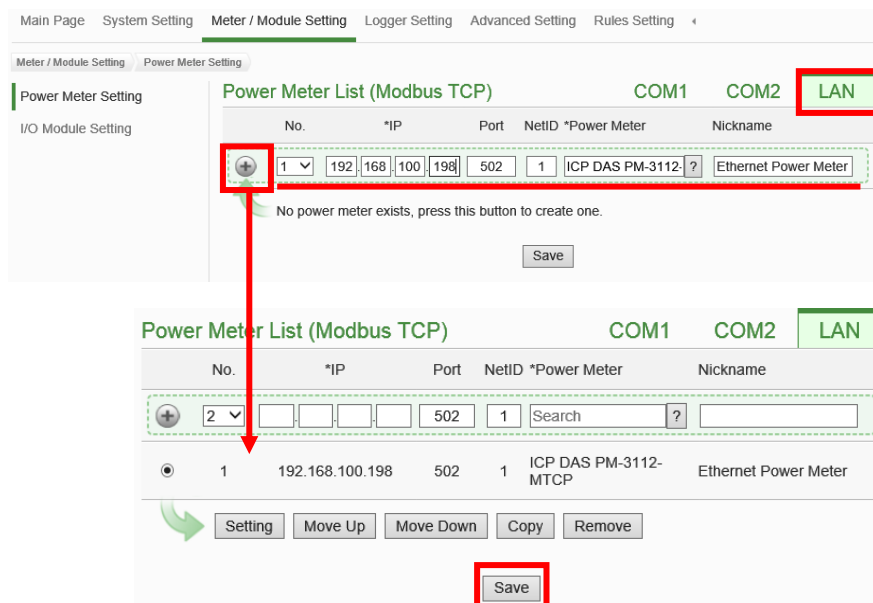 Main Page System Setting Meter / Module Setting Logger Setting Advanced Setting Rules Setting
Meter / Module Setting Power Meter Setting
Power Meter Setting
I/O Module Setting
Power Meter List (Modbus TCP) COM1 COM2 LAN
No. *IP Port NetID *Power Meter Nickname
1 192.168.100.198 502 1 ICP DAS PM-3112- ? Ethernet Power Meter
No power meter exists, press this button to create one.
Save
Power Meter List (Modbus TCP) COM1 COM2 LAN
No. *IP Port NetID *Power Meter Nickname
2 . . . 502 1 Search ?
1 192.168.100.198 502 1 ICP DAS PM-3112-MTCP Ethernet Power Meter
Setting Move Up Move Down Copy Remove
Save